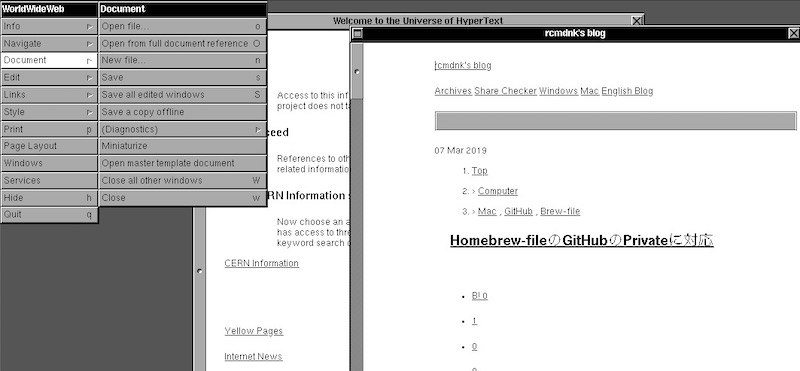 WorldWideWeb
Info
Navigate
Document
Edit
Links
Style
Print p
Page Layout
Windows
Services
Hide h
Quit q
Document
Open file... o
Open from full document reference O
New file... n
Save s
Save all edited windows S
Save a copy offline
(Diagnostics)
Miniaturize
Open master template document
Close all other windows W
Close w
Welcome to the Universe of HyperText
Access to this inf
project does not ta
eed
References to oth
related information
RN Information s
Now choose an a
has access to thre
keyword search o
CERN Information
Yellow Pages
Internet News
rcmdnk's blog
rcmdnk's blog
Archives Share Checker Windows Mac English Blog
07 Mar 2019
1. Top
2. › Computer
3. › Mac , GitHub , Brew-file
Homebrew-fileのGitHubのPrivateに対応
• B! 0
• 1
• 0